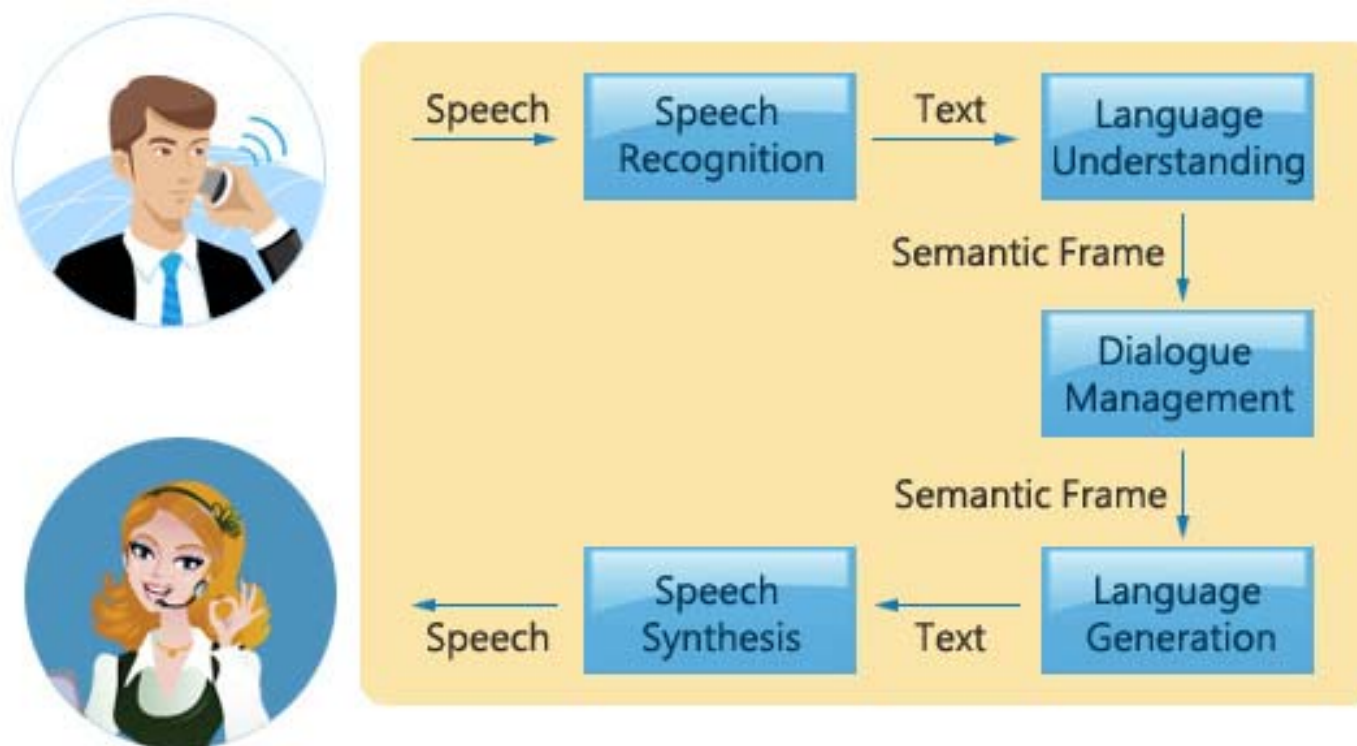 Speech
Speech
Recognition
Text
Language
Understanding
Semantic Frame
Dialogue
Management
Semantic Frame
Language
Generation
Text
Speech
Synthesis
Speech